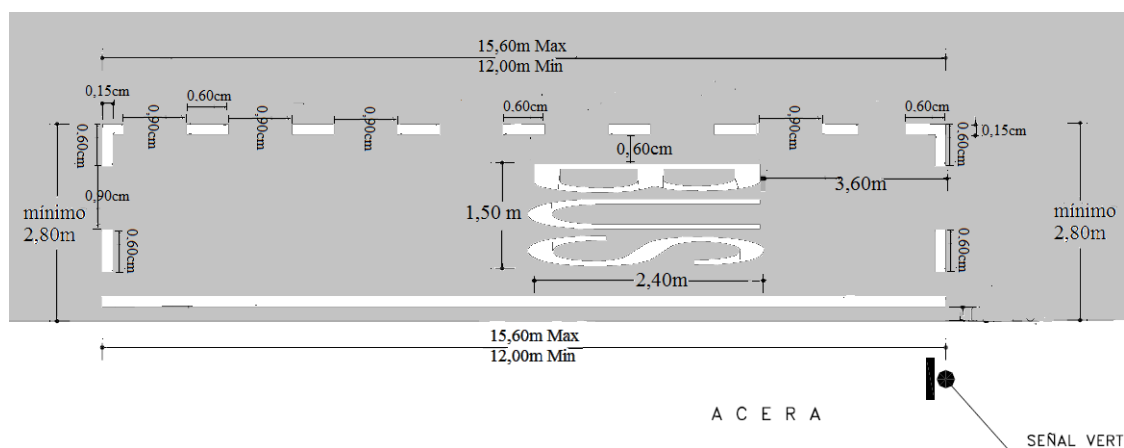 15,60m Max
12,00m Min
0,15cm
0.60cm
0,90cm
0,90cm
0,90cm
0.60cm
0,90cm
0.60cm
0.60cm
0.60cm
0,15cm
0,60cm
3,60m
0,90cm
1,50 m
BUS
mínimo
2,80m
mínimo
2,80m
0.60cm
0.60cm
2,40m
15,60m Max
12,00m Min
A C E R A
SEÑAL VERT